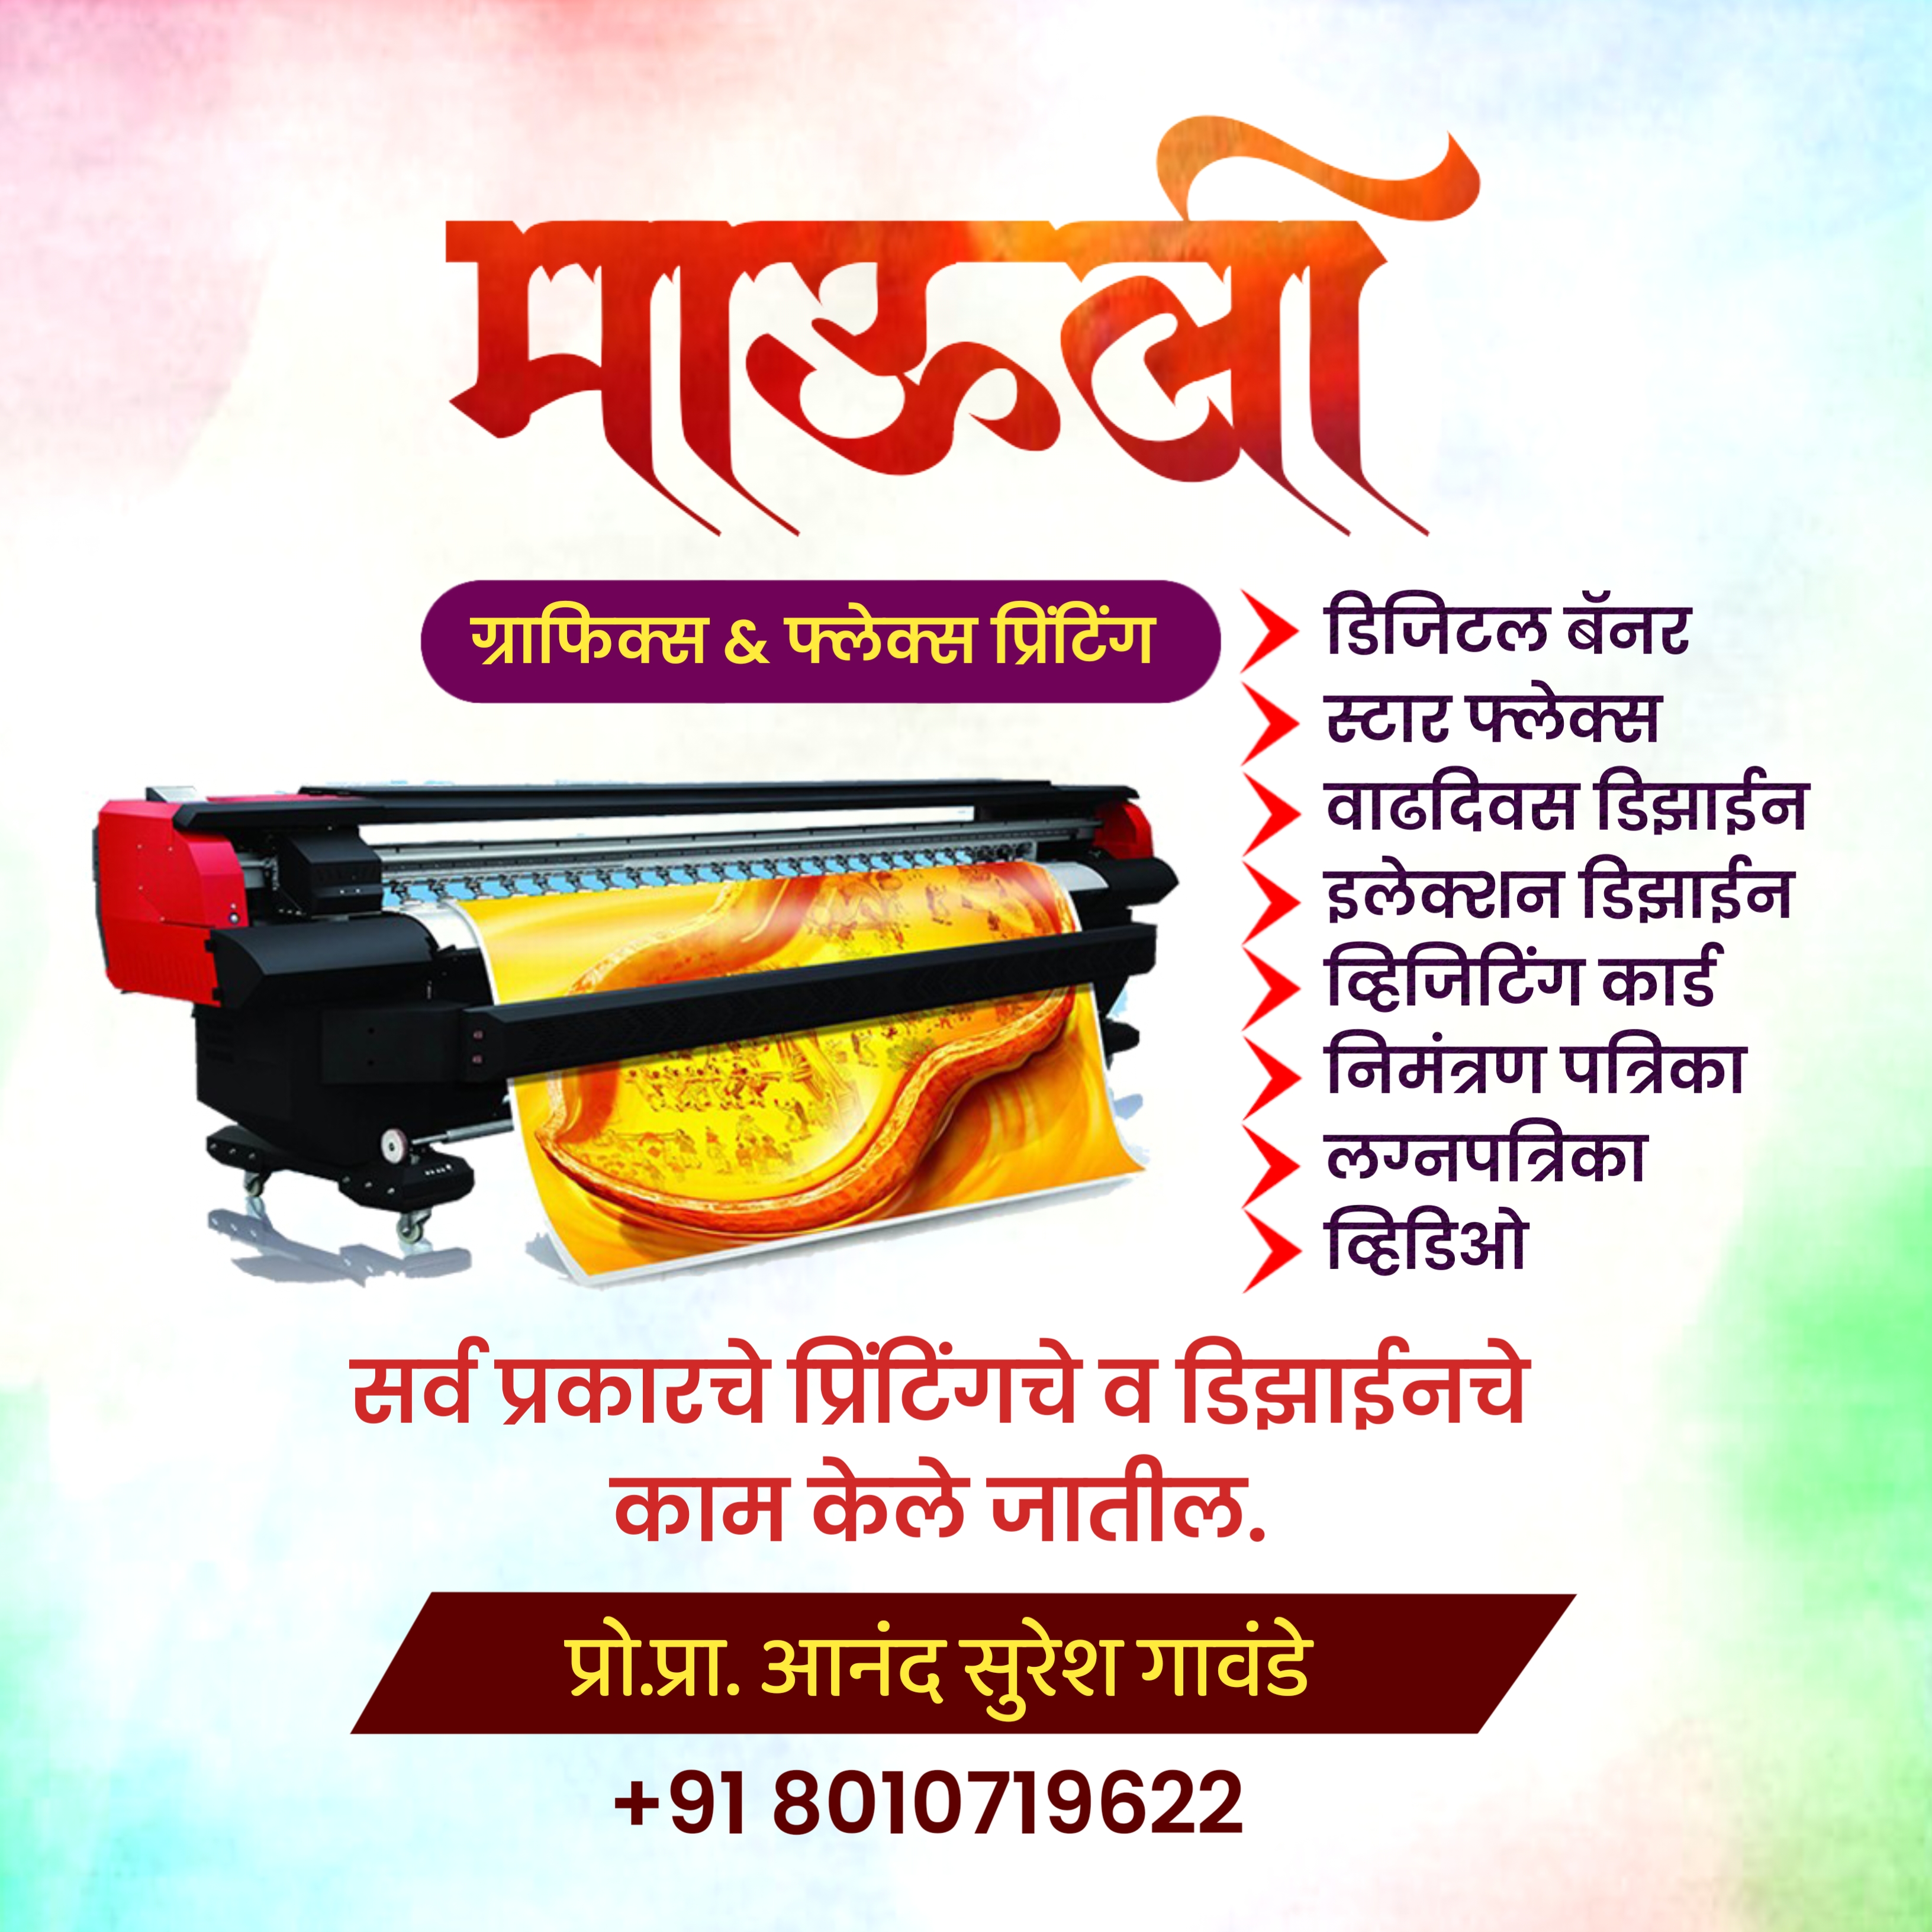 माऊली
ग्राफिक्स & फ्लेक्स प्रिंटिंग
डिजिटल बॅनर
स्टार फ्लेक्स
वाढदिवस डिझाईन
इलेक्शन डिझाईन
व्हिजिटिंग कार्ड
निमंत्रण पत्रिका
लग्नपत्रिका
व्हिडिओ
सर्व प्रकारचे प्रिंटिंगचे व डिझाईनचे
काम केले जातील.
प्रो.प्रा. आनंद सुरेश गावंडे
+91 8010719622